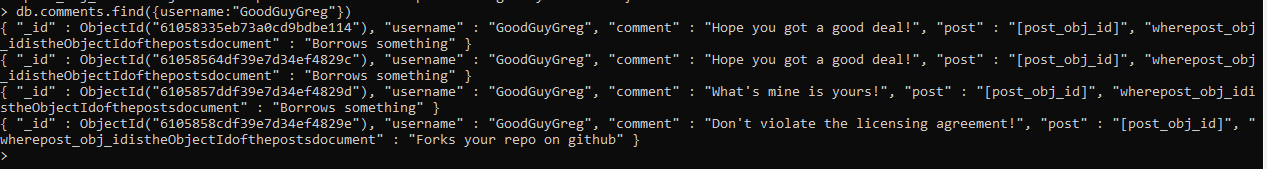 > db.comments.find({username:"GoodGuyGreg"})
{ "_id" : ObjectId("61058335eb73a0cd9bdbe114"), "username" : "GoodGuyGreg", "comment" : "Hope you got a good deal!", "post" : "[post_obj_id]", "wherepost_obj
_idistheObjectIdofthepostsdocument" : "Borrows something" }
{ "_id" : ObjectId("61058564df39e7d34ef4829c"), "username" : "GoodGuyGreg", "comment" : "Hope you got a good deal!", "post" : "[post_obj_id]", "wherepost_obj
_idistheObjectIdofthepostsdocument" : "Borrows something" }
{ "_id" : ObjectId("6105857ddf39e7d34ef4829d"), "username" : "GoodGuyGreg", "comment" : "What's mine is yours!", "post" : "[post_obj_id]", "wherepost_obj_idi
stheObjectIdofthepostsdocument" : "Borrows something" }
{ "_id" : ObjectId("6105858cdf39e7d34ef4829e"), "username" : "GoodGuyGreg", "comment" : "Don't violate the licensing agreement!", "post" : "[post_obj_id]", "
wherepost_obj_idistheObjectIdofthepostsdocument" : "Forks your repo on github" }
>